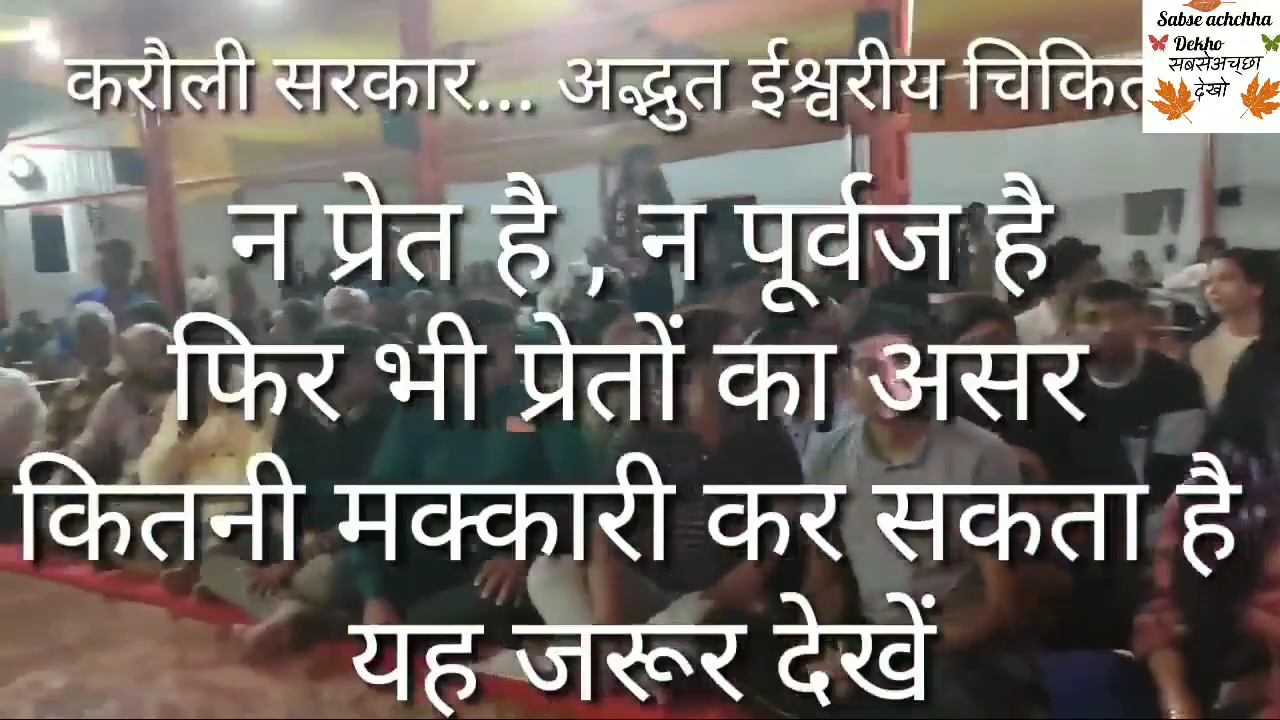 करौली सरकार... अद्भुत ईश्वरीय
न प्रेत है , न पूर्वज है
फिर भी प्रेतों का असर
कितनी मक्कारी कर सकता है
यह जरूर देखें
Sabse achchha
Dekho
सबसेअच्छा
देखो